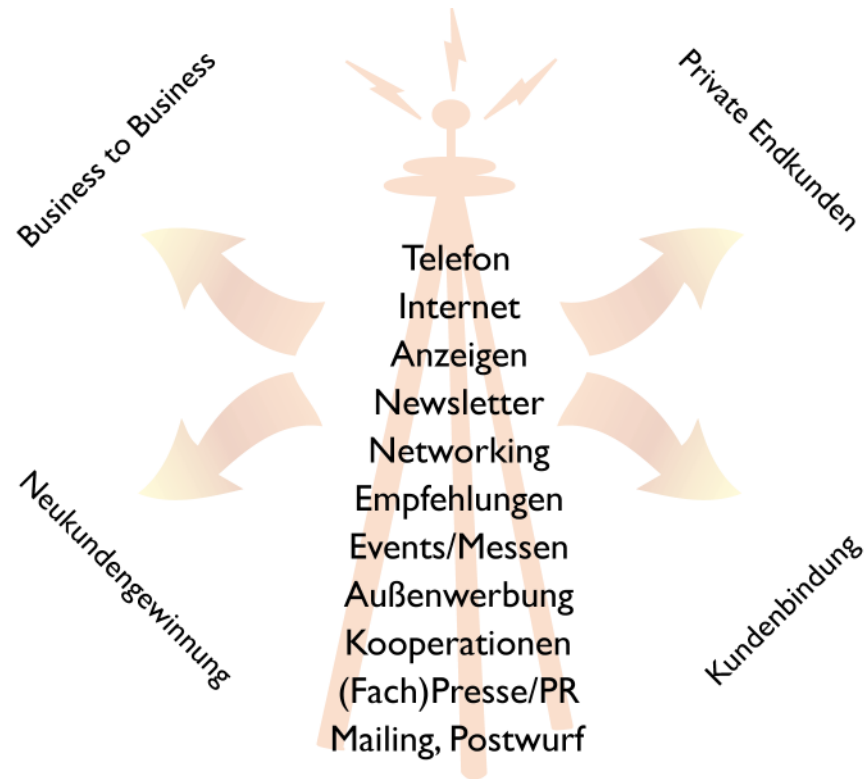 Business to Business
Private Endkunden
Telefon
Internet
Anzeigen
Newsletter
Networking
Empfehlungen
Events/Messen
Außenwerbung
Kooperationen
(Fach)Presse/PR
Mailing, Postwurf
Neukundengewinnung
Kundenbindung